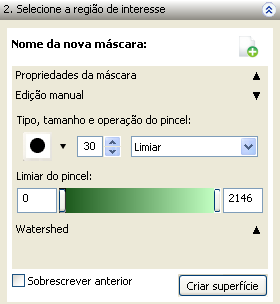 2. Selecione a região de interesse
Nome da nova máscara:
Propriedades da máscara
Edição manual
Tipo, tamanho e operação do pincel:
30 Limiar
Limiar do pincel:
0 2146
Watershed
Sobrescrever anterior Criar superfície